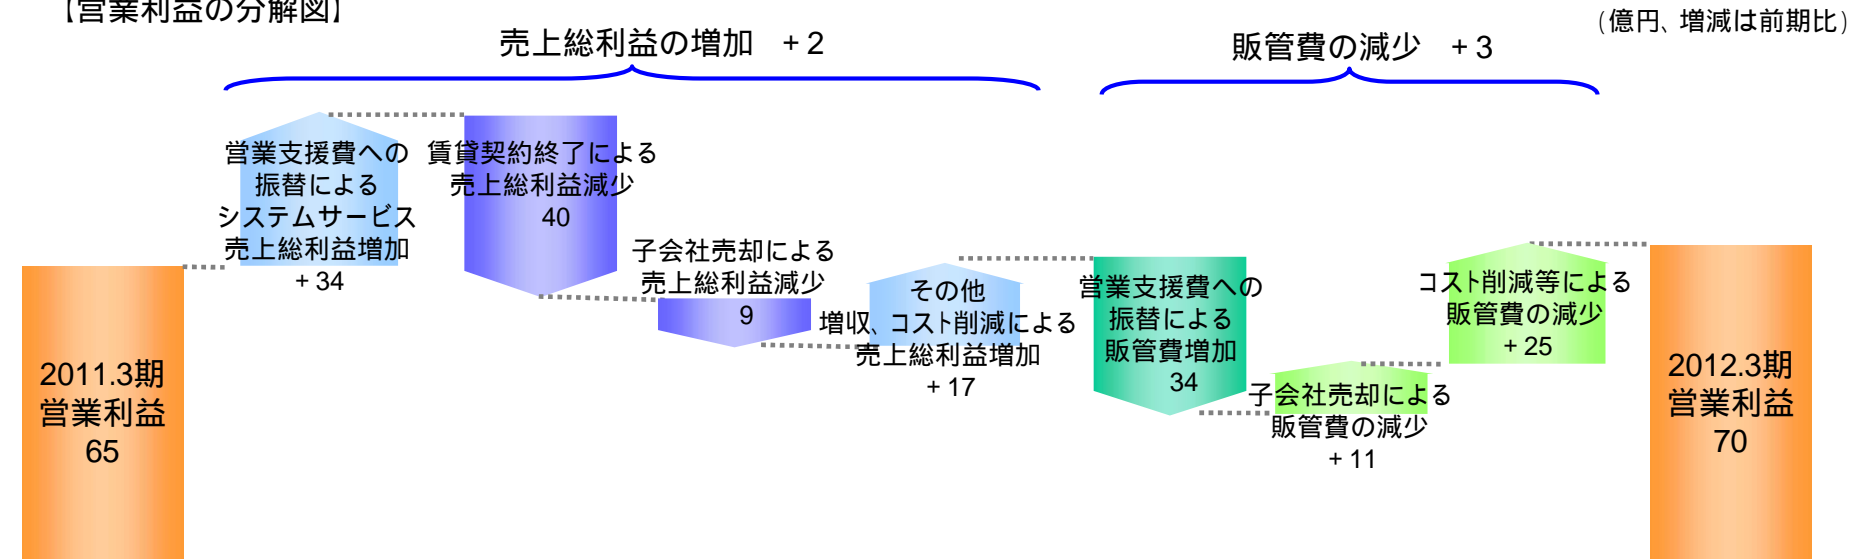 【営業利益の分解図】
(億円、増減は前期比)
売上総利益の増加 +2
販管費の減少 +3
営業支援費への
振替による
システムサービス
売上総利益増加
+34
賃貸契約終了による
売上総利益減少
40
子会社売却による
売上総利益減少
9
その他
増収、コスト削減による
売上総利益増加
+17
営業支援費への
振替による
販管費増加
34
子会社売却による
販管費の減少
+11
コスト削減等による
販管費の減少
+25
2011.3期
営業利益
65
2012.3期
営業利益
70